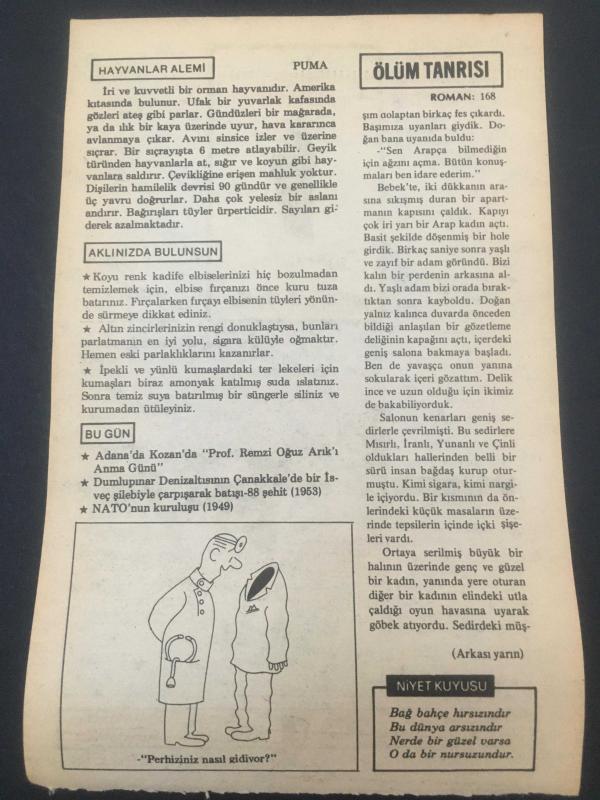 HAYVANLAR ALEMİ
PUMA
İri ve kuvvetli bir orman hayvanıdır. Amerika
kıtasında bulunur. Ufak bir yuvarlak kafasında
gözleri ateş gibi parlar. Gündüzleri bir mağarada,
ya da ılık bir kaya üzerinde uyur, hava kararınca
avlanmaya çıkar. Avını sinsice izler ve üzerine
sıçrar. Bir sıçrayışta 6 metre atlayabilir. Geyik
türünden hayvanlarla at, sığır ve koyun gibi hay-
vanlara saldırır. Çevikliğine erişen mahluk yoktur.
Dişilerin hamilelik devrisi 90 gündür ve genellikle
üç yavru doğrurlar. Daha çok yelesiz bir aslanı
andırır. Bağırışları tüyler ürperticidir. Sayıları gi-
derek azalmaktadır.
AKLINIZDA BULUNSUN
★ Koyu renk kadife elbiselerinizi hiç bozulmadan
temizlemek için, elbise fırçanızı önce kuru tuza
batırınız. Fırçalarken fırçayı elbisenin tüyleri yönün-
de sürmeye dikkat ediniz.
★ Altın zincirlerinizin rengi donuklaştıysa, bunları
parlatmanın en iyi yolu, sigara külüyle oğmaktır.
Hemen eski parlaklıklarını kazanırlar.
★ İpekli ve yünlü kumaşlardaki ter lekeleri için
kumaşları biraz amonyak katılmış suda ıslatınız.
Sonra temiz suya batırılmış bir süngerle siliniz ve
kurumadan ütüleyiniz.
BU GÜN
★ Adana'da Kozan'da "Prof. Remzi Oğuz Arık'ı
Anma Günü"
★ Dumlupınar Denizaltısının Çanakkale'de bir İs-
veç şilebiyle çarpışarak batışı-88 şehit (1953)
★ NATO'nun kuruluşu (1949)
-"Perhiziniz nasıl gidiyor?"
ÖLÜM TANRISI
ROMAN: 168
şım dolaptan birkaç fes çıkardı.
Başımıza uyanları giydik. Do-
ğan bana uyanıda buldu:
-"Sen Arapça bilmediğin
için ağzını açma. Bütün konuş-
maları ben idare ederim."
Bebek'te, iki dükkanın ara-
sına sıkışmış duran bir apart-
manın kapısını çaldık. Kapıyı
çok iri yarı bir Arap kadın açtı.
Basit şekilde döşenmiş bir hole
girdik. Birkaç saniye sonra yaşlı
ve zayıf bir adam göründü. Bizi
kalın bir perdenin arkasına al-
dı. Yaşlı adam bizi orada bırak-
tıktan sonra kayboldu. Doğan
yalnız kalınca duvarda önceden
bildiği anlaşılan bir gözetleme
deliğinin kapağını açtı, içerdeki
geniş salona bakmaya başladı.
Ben de yavaşça onun yanına
sokularak içeri gözattım. Delik
ince ve uzun olduğu için ikimiz
de bakabiliyorduk.
Salonun kenarları geniş se-
dirlerle çevrilmişti. Bu sedirlere
Mısırlı, İranlı, Yunanlı ve Çinli
oldukları hallerinden belli bir
sürü insan bağdaş kurup otur-
muştu. Kimi sigara, kimi nargi-
le içiyordu. Bir kısmının da ön-
lerindeki küçük masaların üze-
rinde tepsilerin içinde içki şişe-
leri vardı.
Ortaya serilmiş büyük bir
halının üzerinde genç ve güzel
bir kadın, yanında yere oturan
diğer bir kadının elindeki utla
çaldığı oyun havasına uyarak
göbek atıyordu. Sedirdeki müş-
(Arkası yarın)
NİYET KUYUSU
Bağ bahçe hırsızındır
Bu dünya arsızındır
Nerde bir güzel varsa
O da bir nursuzundur.